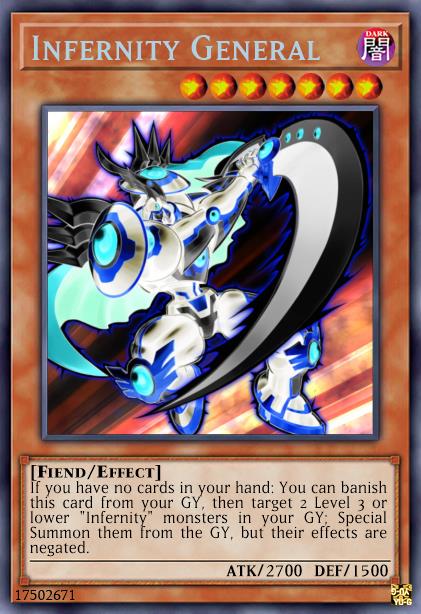 INFERNITY GENERAL
DARK
闇
[FIEND/EFFECT]
If you have no cards in your hand: You can banish
this card from your GY, then target 2 Level 3 or
lower "Infernity" monsters in your GY; Special
Summon them from the GY, but their effects are
negated.
ATK/2700 DEF/1500
17502671